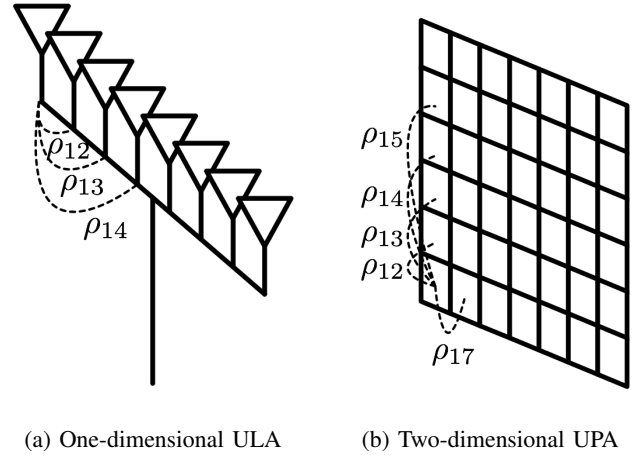 ρ12
ρ13
ρ14
ρ15
ρ14
ρ13
ρ12
ρ17
(a) One-dimensional ULA
(b) Two-dimensional UPA